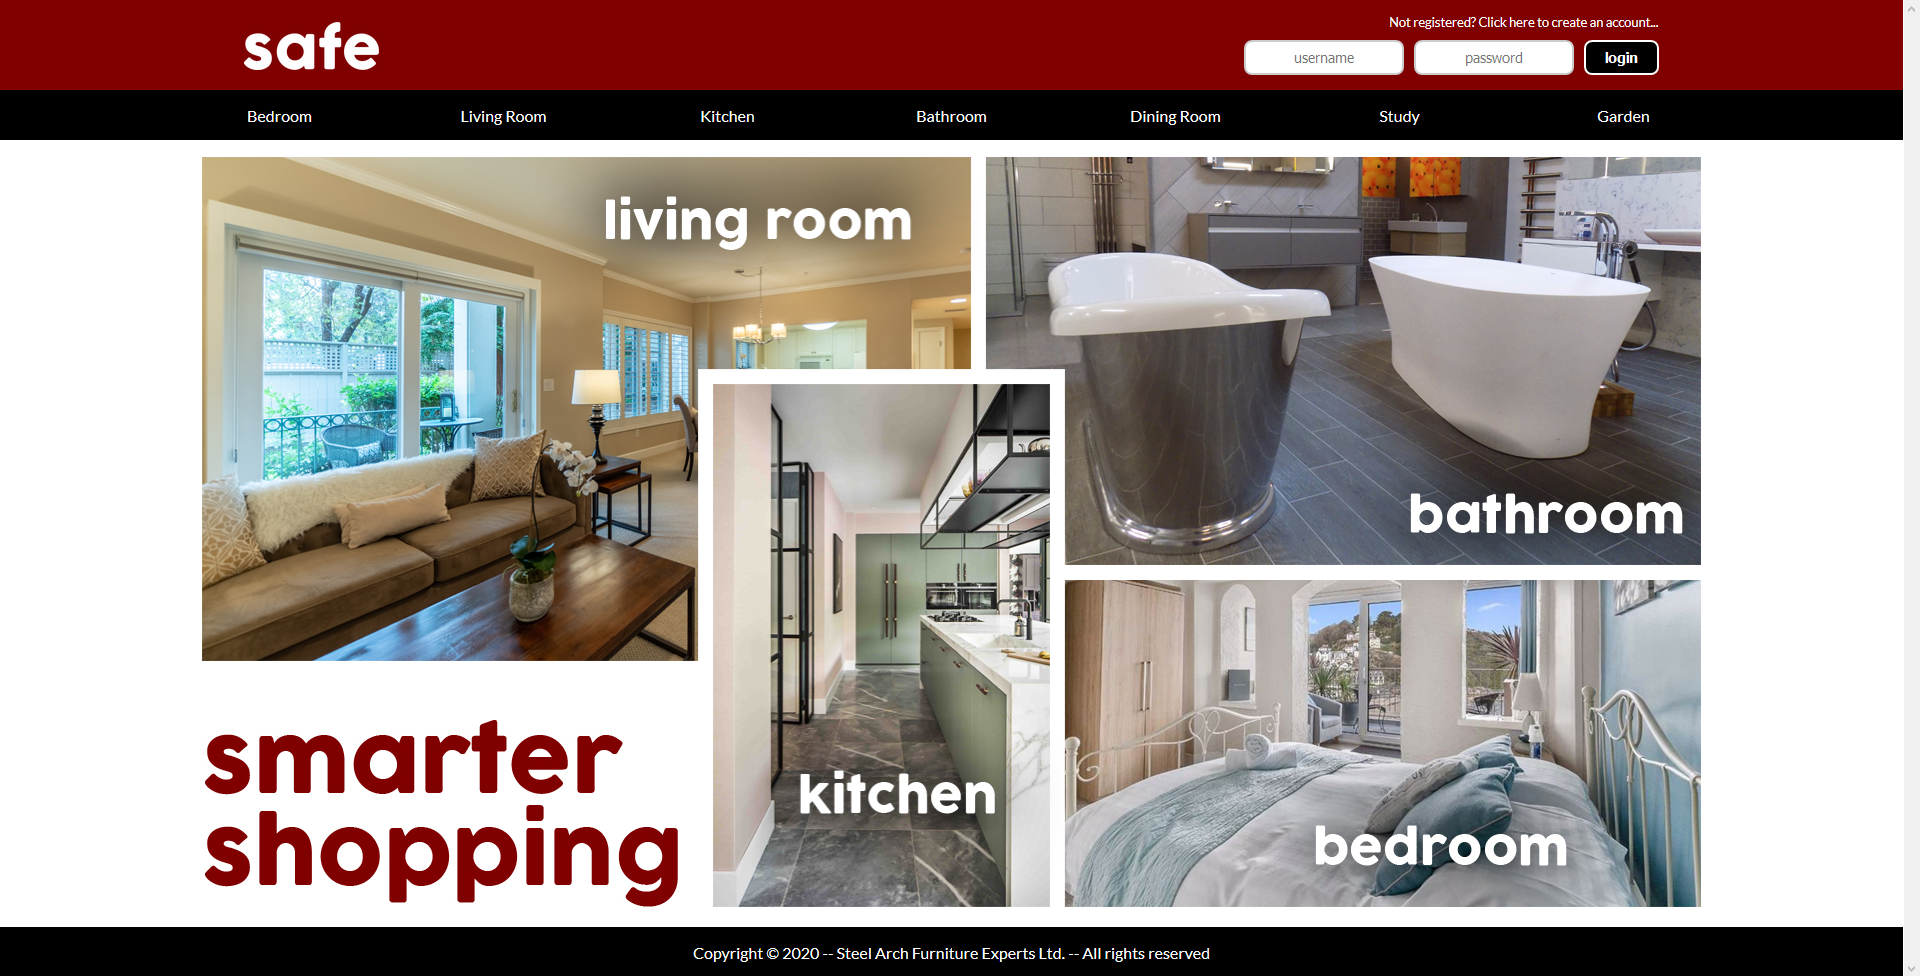 safe
Not registered? Click here to create an account...
username
password
login
Bedroom
Living Room
Kitchen
Bathroom
Dining Room
Study
Garden
living room
bathroom
kitchen
bedroom
smarter
shopping
Copyright © 2020 -- Steel Arch Furniture Experts Ltd. -- All rights reserved